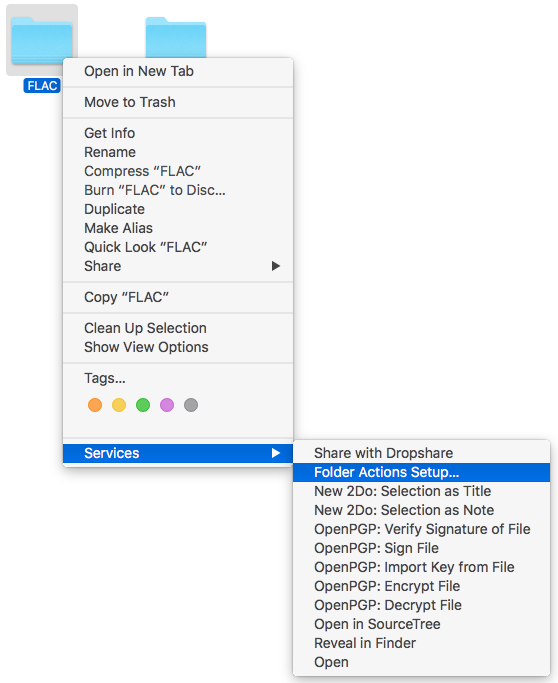 FLAC
Open in New Tab
Move to Trash
Get Info
Rename
Compress “FLAC”
Burn “FLAC” to Disc...
Duplicate
Make Alias
Quick Look “FLAC”
Share
Copy “FLAC”
Clean Up Selection
Show View Options
Tags...
Services
Share with Dropshare
Folder Actions Setup...
New 2Do: Selection as Title
New 2Do: Selection as Note
OpenPGP: Verify Signature of File
OpenPGP: Sign File
OpenPGP: Import Key from File
OpenPGP: Encrypt File
OpenPGP: Decrypt File
Open in SourceTree
Reveal in Finder
Open